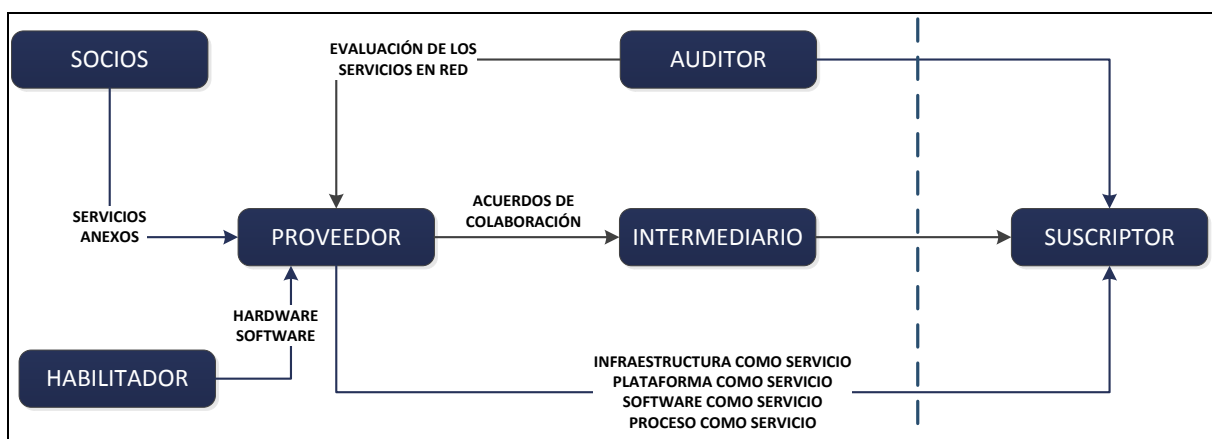 SOCIOS
EVALUACIÓN DE LOS
SERVICIOS EN RED
AUDITOR
SERVICIOS
ANEXOS
PROVEEDOR
ACUERDOS DE
COLABORACIÓN
INTERMEDIARIO
SUSCRIPTOR
HARDWARE
SOFTWARE
HABILITADOR
INFRAESTRUCTURA COMO SERVICIO
PLATAFORMA COMO SERVICIO
SOFTWARE COMO SERVICIO
PROCESO COMO SERVICIO